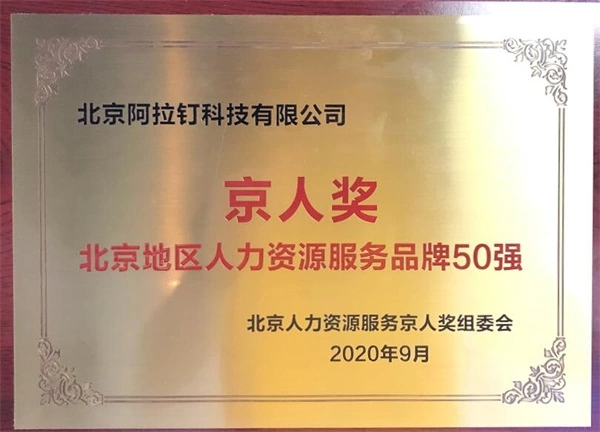 北京阿拉钉科技有限公司
京人奖
北京地区人力资源服务品牌50强
北京人力资源服务京人奖组委会
2020年9月